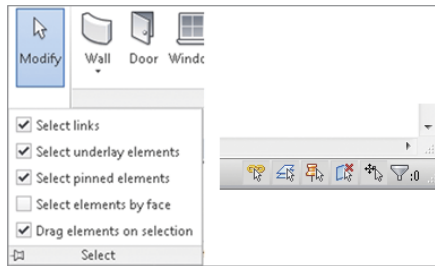 Modify Wall Door Windo
Select links
Select underlay elements
Select pinned elements
Select elements by face
Drag elements on selection
Select
:0